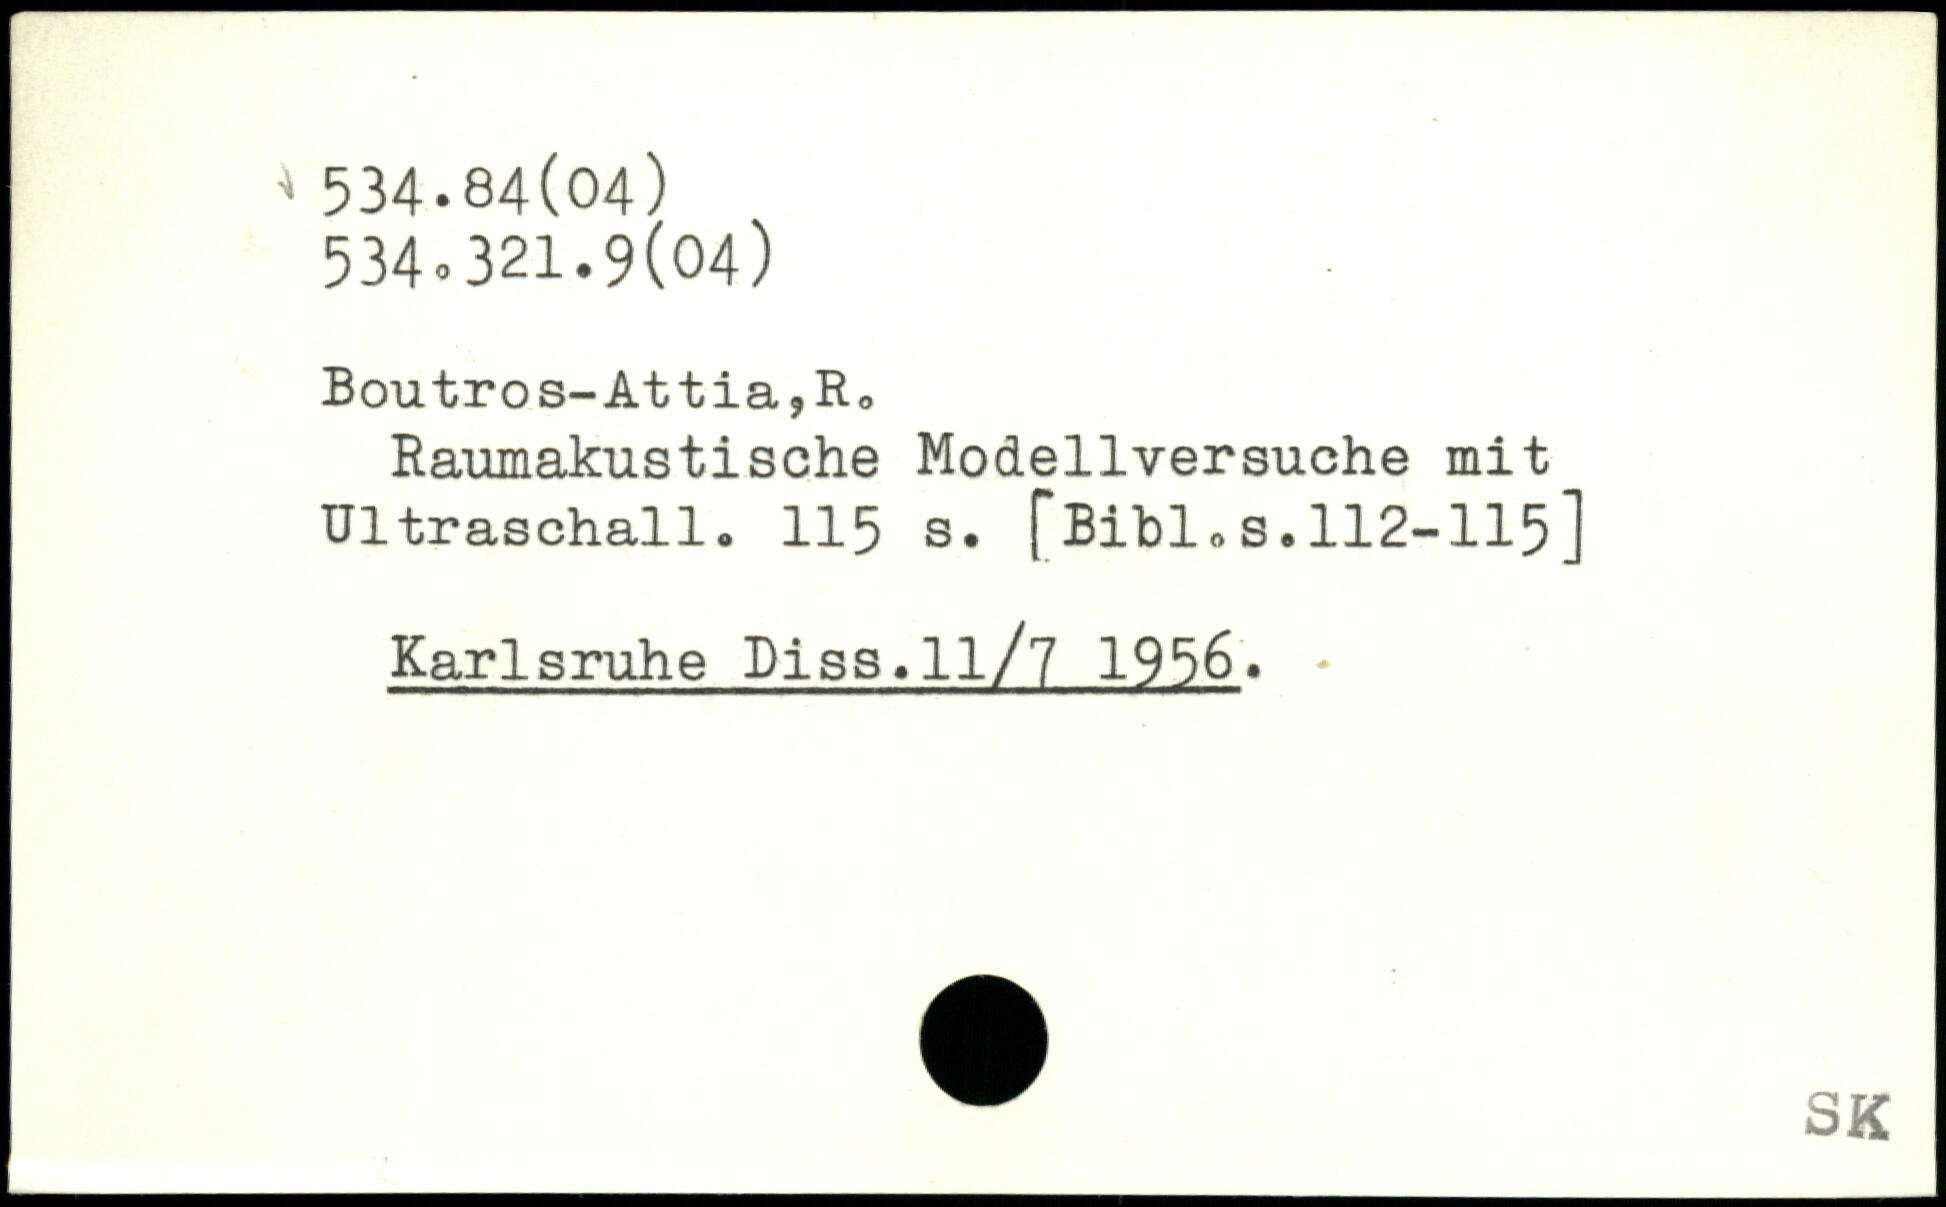 534.84(04)
534.321.9(04)
Boutros-Attia,R.
Raumakustische Modellversuche mit
Ultraschall. 115 s. [Bibl.s.112-115]
Karlsruhe Diss.11/7 1956.
SK